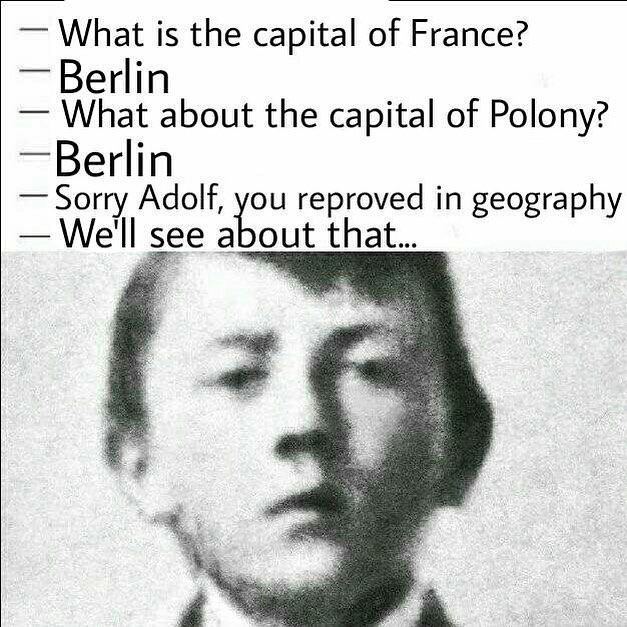 — What is the capital of France?
— Berlin
— What about the capital of Polony?
— Berlin
— Sorry Adolf, you reproved in geography
— We'll see about that...